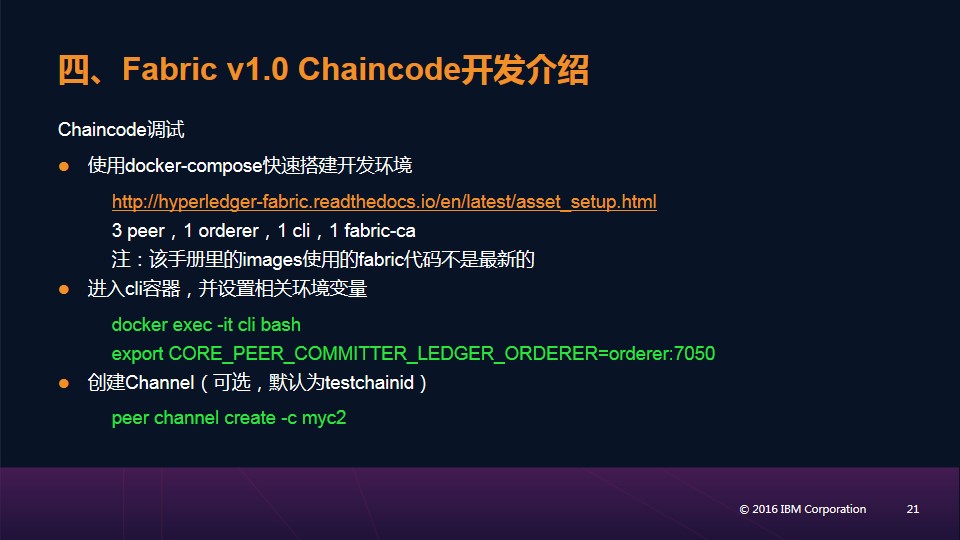 四、Fabric v1.0 Chaincode开发介绍
Chaincode调试
● 使用docker-compose快速搭建开发环境
http://hyperledger-fabric.readthedocs.io/en/latest/asset_setup.html
3 peer，1 orderer，1 cli，1 fabric-ca
注：该手册里的images使用的fabric代码不是最新的
● 进入cli容器，并设置相关环境变量
docker exec -it cli bash
export CORE_PEER_COMMITTER_LEDGER_ORDERER=orderer:7050
● 创建Channel（可选，默认为testchainid）
peer channel create -c myc2
© 2016 IBM Corporation
21